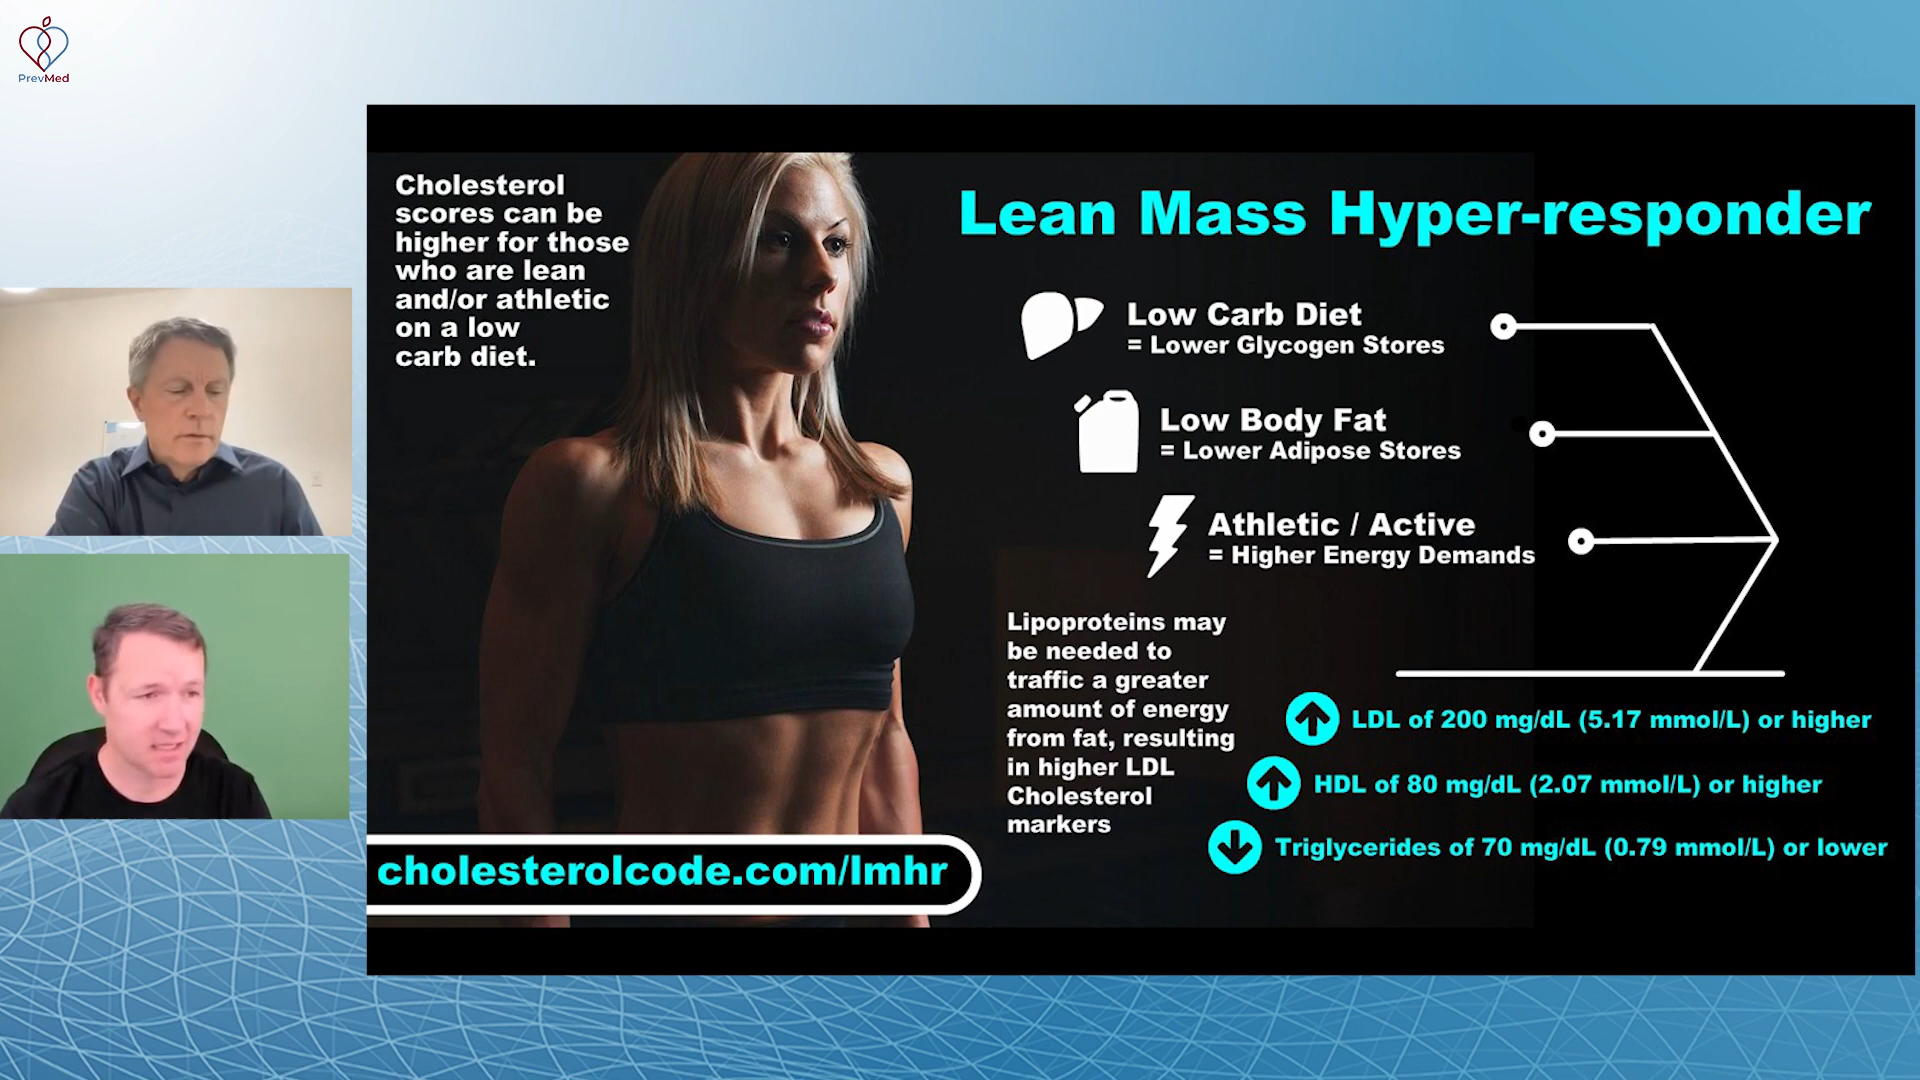 PrevMed
Cholesterol
scores can be
higher for those
who are lean
and/or athletic
on a low
carb diet.
Lean Mass Hyper-responder
Low Carb Diet
= Lower Glycogen Stores
Low Body Fat
= Lower Adipose Stores
Athletic / Active
= Higher Energy Demands
Lipoproteins may
be needed to
traffic a greater
amount of energy
from fat, resulting
in higher LDL
Cholesterol
markers
LDL of 200 mg/dL (5.17 mmol/L) or higher
HDL of 80 mg/dL (2.07 mmol/L) or higher
Triglycerides of 70 mg/dL (0.79 mmol/L) or lower
cholesterolcode.com/lmhr